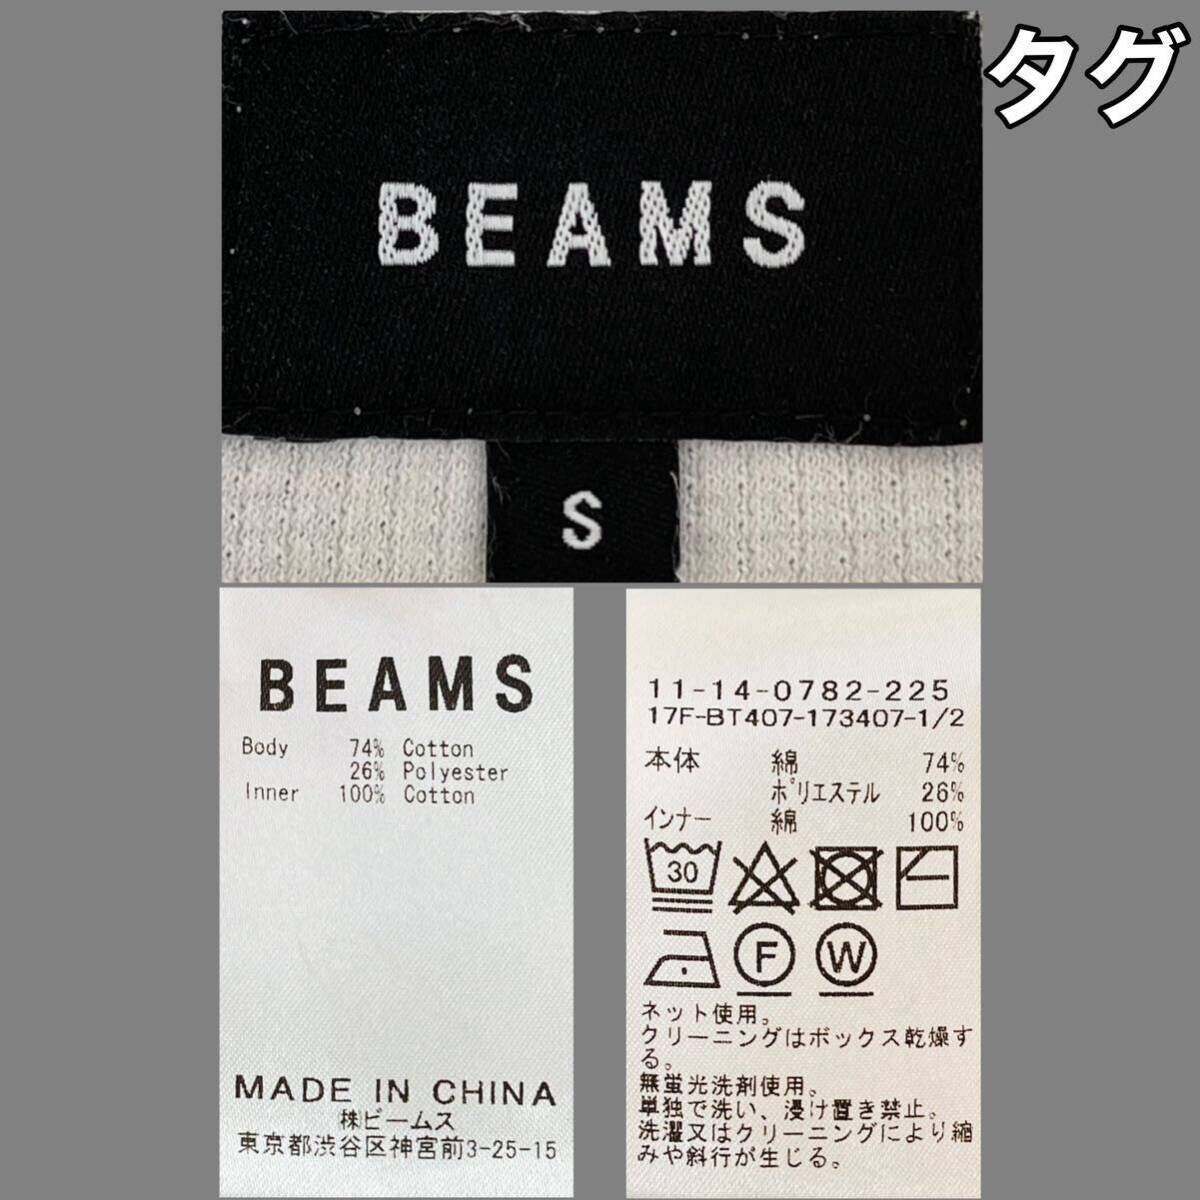 タグ
BEAMS
S
BEAMS
Body 74% Cotton
26% Polyester
Inner 100% Cotton
MADE IN CHINA
㈱ビームス
東京都渋谷区神宮前3-25-15
11-14-0782-225
17F-BT407-173407-1/2
本体 綿 74%
ポリエステル 26%
インナー 綿 100%
30
F W
ネット使用。
クリーニングはボックス乾燥す
る。
無蛍光洗剤使用。
単独で洗い、浸け置き禁止。
洗濯又はクリーニングにより縮
みや斜行が生じる。